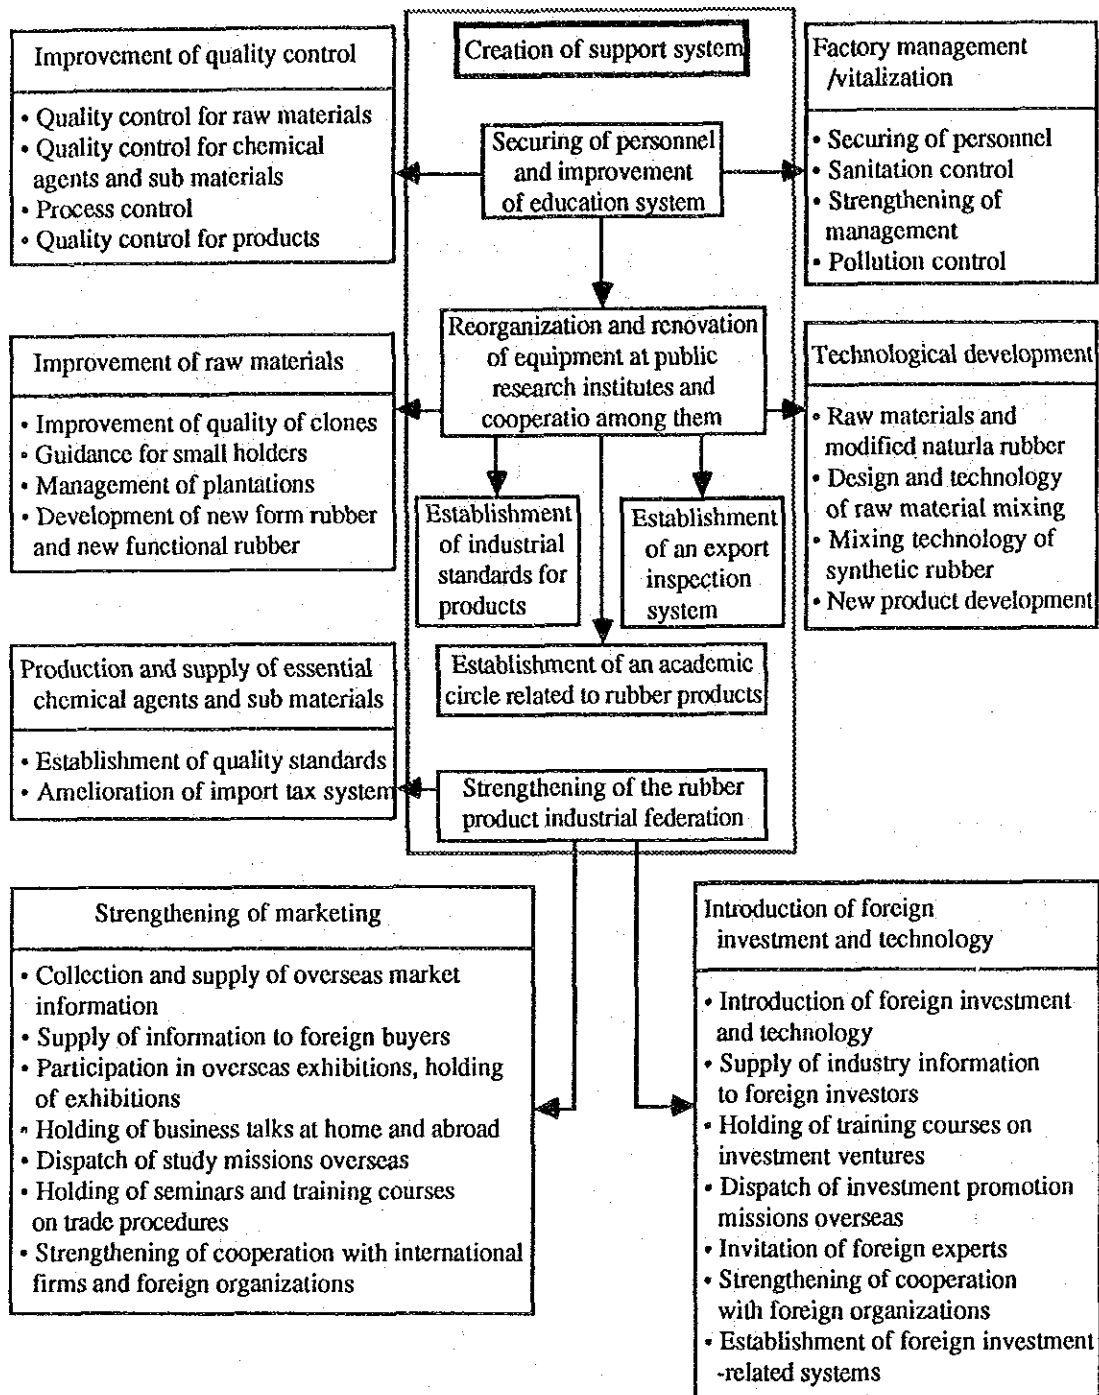 Improvement of quality control
• Quality control for raw materials
• Quality control for chemical
agents and sub materials
• Process control
• Quality control for products
Creation of support system
Securing of personnel
and improvement
of education system
Factory management
/vitalization
• Securing of personnel
• Sanitation control
• Strengthening of
management
• Pollution control
Improvement of raw materials
• Improvement of quality of clones
• Guidance for small holders
• Management of plantations
• Development of new form rubber
and new functional rubber
Reorganization and renovation
of equipment at public
research institutes and
cooperatio among them
Technological development
• Raw materials and
modified naturla rubber
• Design and technology
of raw material mixing
• Mixing technology of
synthetic rubber
• New product development
Establishment
of industrial
standards for
products
Establishment
of an export
inspection
system
Establishment of an academic
circle related to rubber products
Production and supply of essential
chemical agents and sub materials
• Establishment of quality standards
• Amelioration of import tax system
Strengthening of the rubber
product industrial federation
Strengthening of marketing
• Collection and supply of overseas market
information
• Supply of information to foreign buyers
• Participation in overseas exhibitions, holding
of exhibitions
• Holding of business talks at home and abroad
• Dispatch of study missions overseas
• Holding of seminars and training courses
on trade procedures
• Strengthening of cooperation with international
firms and foreign organizations
Introduction of foreign
investment and technology
• Introduction of foreign investment
and technology
• Supply of industry information
to foreign investors
• Holding of training courses on
investment ventures
• Dispatch of investment promotion
missions overseas
• Invitation of foreign experts
• Strengthening of cooperation
with foreign organizations
• Establishment of foreign investment
-related systems